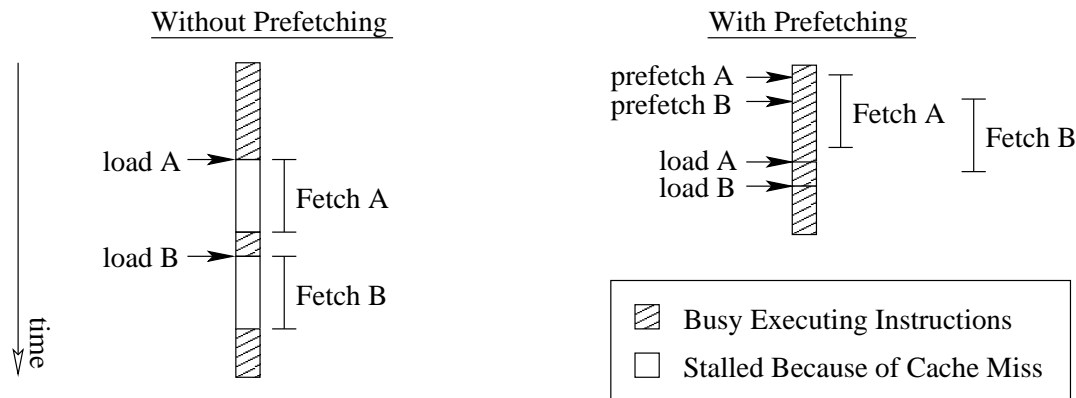 Without Prefetching
load A
Fetch A
load B
Fetch B
time
With Prefetching
prefetch A
prefetch B
Fetch A
Fetch B
load A
load B
Busy Executing Instructions
Stalled Because of Cache Miss